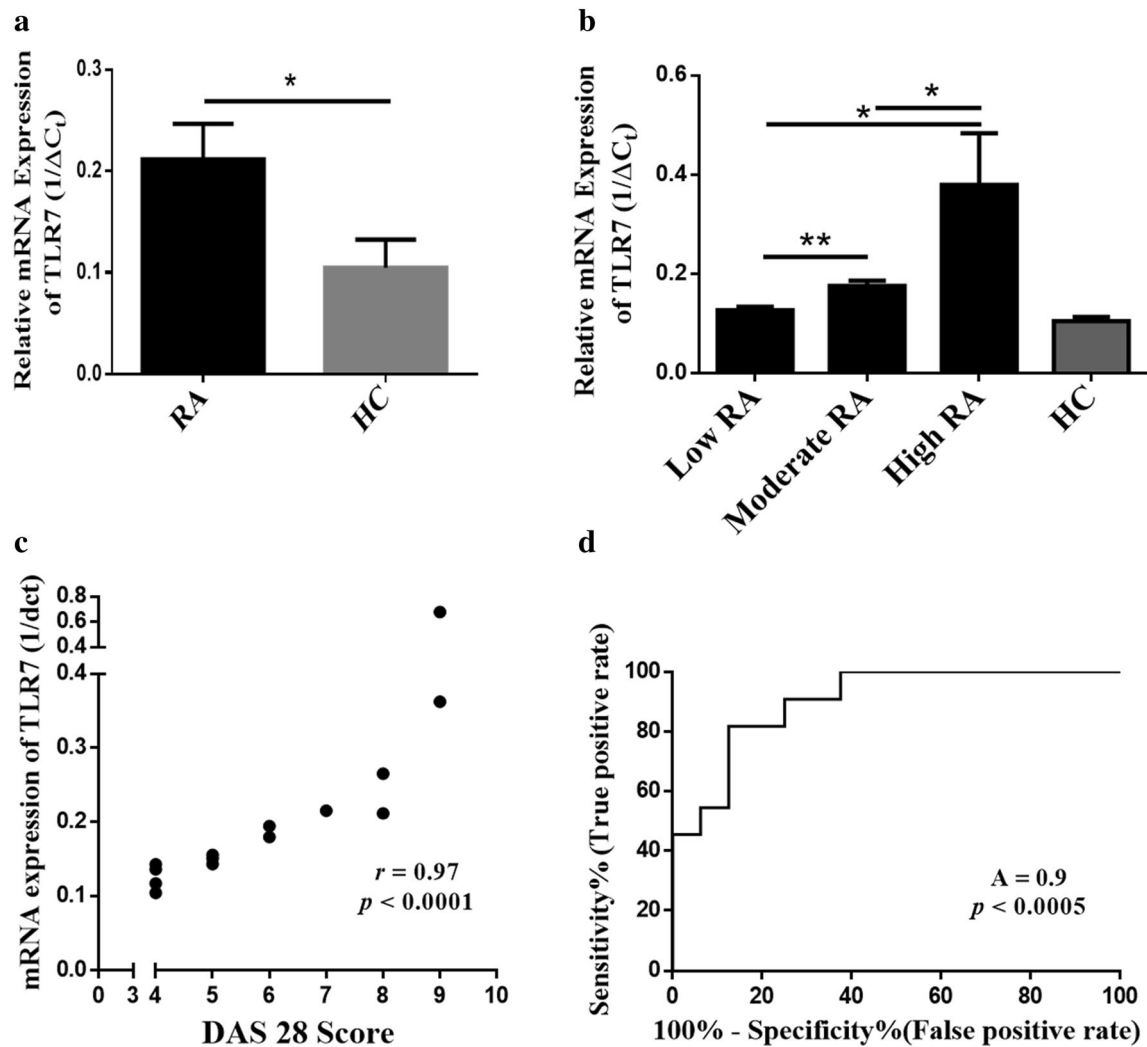 a
Relative mRNA Expression
of TLR7 (1/ΔCt)
0.3
0.2
0.1
0.0
*
RA
HC
b
Relative mRNA Expression
of TLR7 (1/ΔCt)
0.6
0.4
0.2
0.0
*
*
**
Low RA
Moderate RA
High RA
HC
c
mRNA expression of TLR7 (1/dct)
0.8
0.6
0.4
0.4
0.3
0.2
0.1
0.0
r = 0.97
p < 0.0001
0 3 4 5 6 7 8 9 10
DAS 28 Score
d
Sensitivity% (True positive rate)
100
80
60
40
20
0
A = 0.9
p < 0.0005
0 20 40 60 80 100
100% - Specificity%(False positive rate)